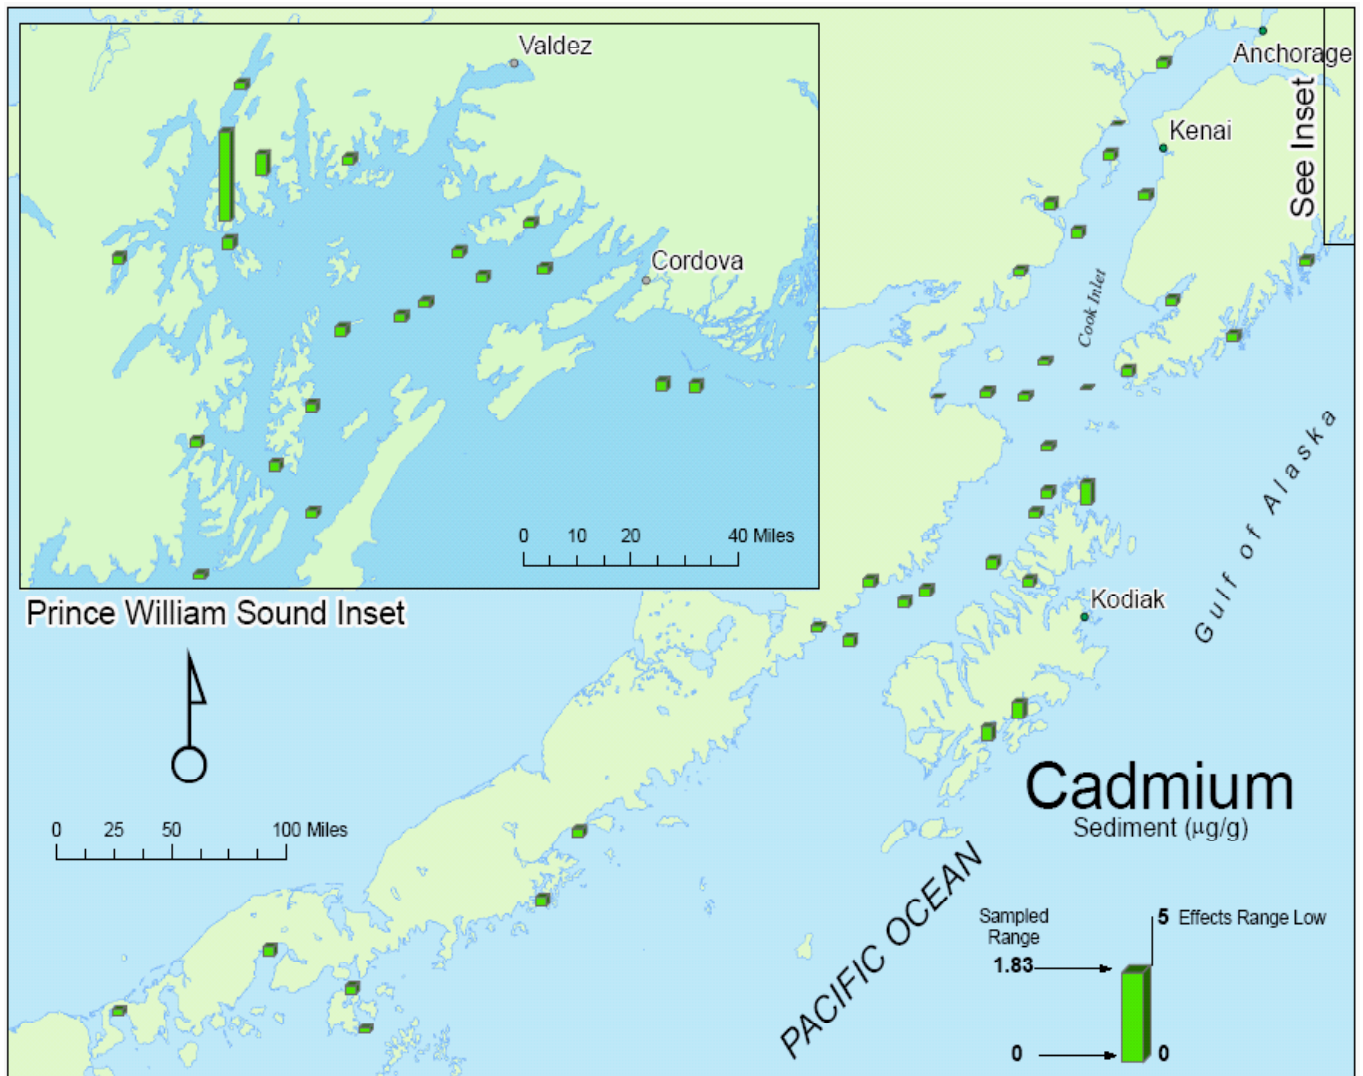 Valdez
Cordova
0 10 20 40 Miles
Prince William Sound Inset
Anchorage
Kenai
See Inset
Cook Inlet
Gulf of Alaska
Kodiak
0 25 50 100 Miles
PACIFIC OCEAN
Cadmium
Sediment (µg/g)
Sampled
Range
1.83
0
5 Effects Range Low
0